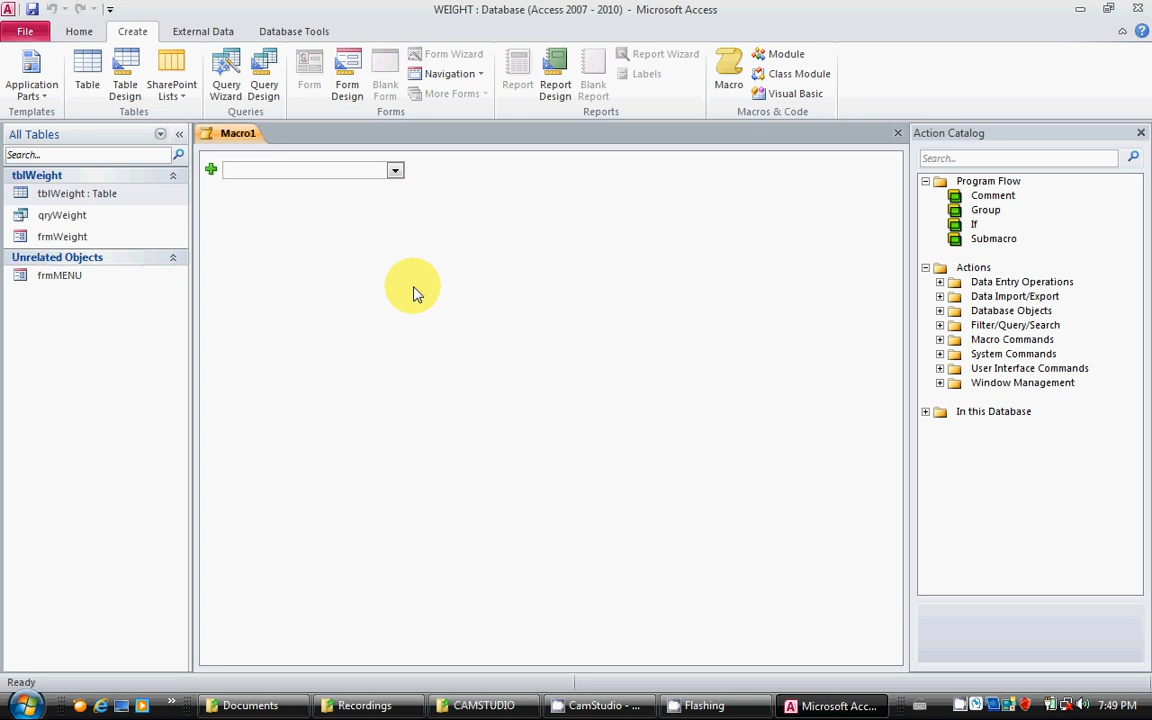 WEIGHT : Database (Access 2007 - 2010) - Microsoft Access
File Home Create External Data Database Tools
Application Parts
Table
Table Design
SharePoint Lists
Query Wizard
Query Design
Form
Form Design
Blank Form
Form Wizard
Navigation
More Forms
Report
Report Design
Blank Report
Report Wizard
Labels
Macro
Module
Class Module
Visual Basic
Templates Tables Queries Forms Reports Macros & Code
All Tables
Search...
tblWeight
tblWeight : Table
qryWeight
frmWeight
Unrelated Objects
frmMENU
Macro1
Action Catalog
Search...
Program Flow
Comment
Group
If
Submacro
Actions
Data Entry Operations
Data Import/Export
Database Objects
Filter/Query/Search
Macro Commands
System Commands
User Interface Commands
Window Management
In this Database
Ready
Documents Recordings CAMSTUDIO CamStudio - ... Flashing Microsoft Acc... 7:49 PM